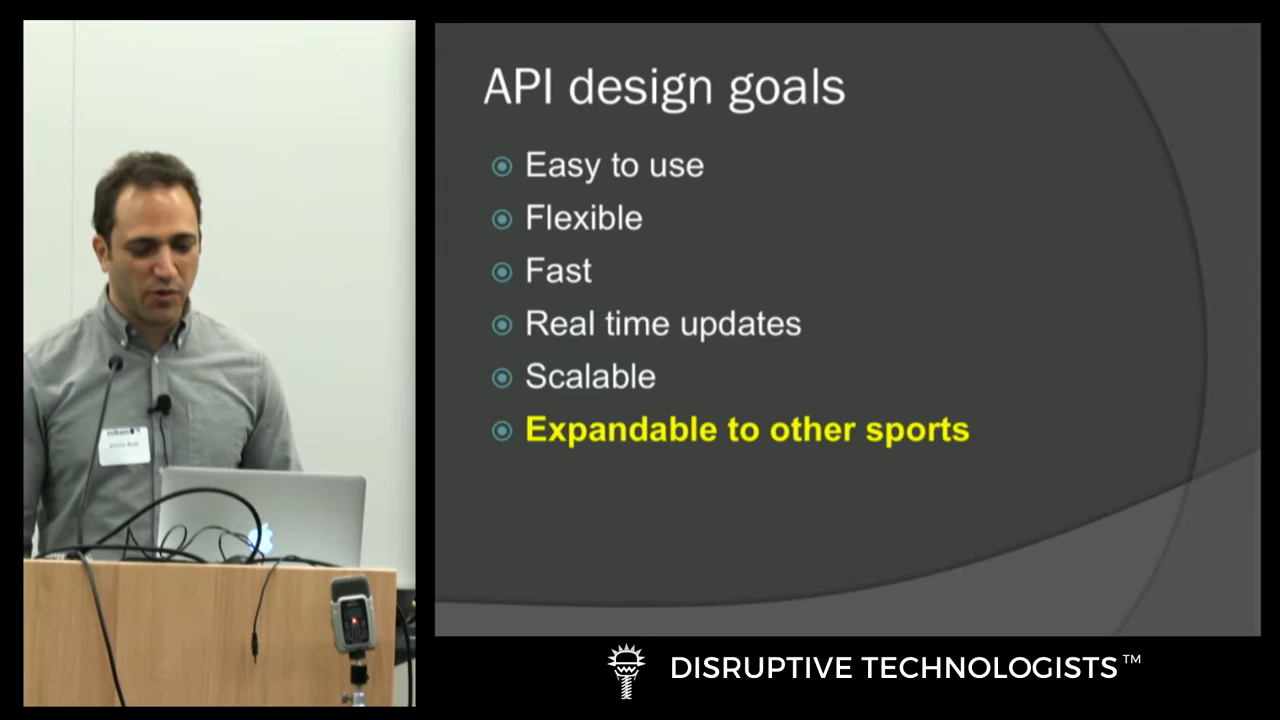 API design goals
Easy to use
Flexible
Fast
Real time updates
Scalable
Expandable to other sports
DISRUPTIVE TECHNOLOGISTS™